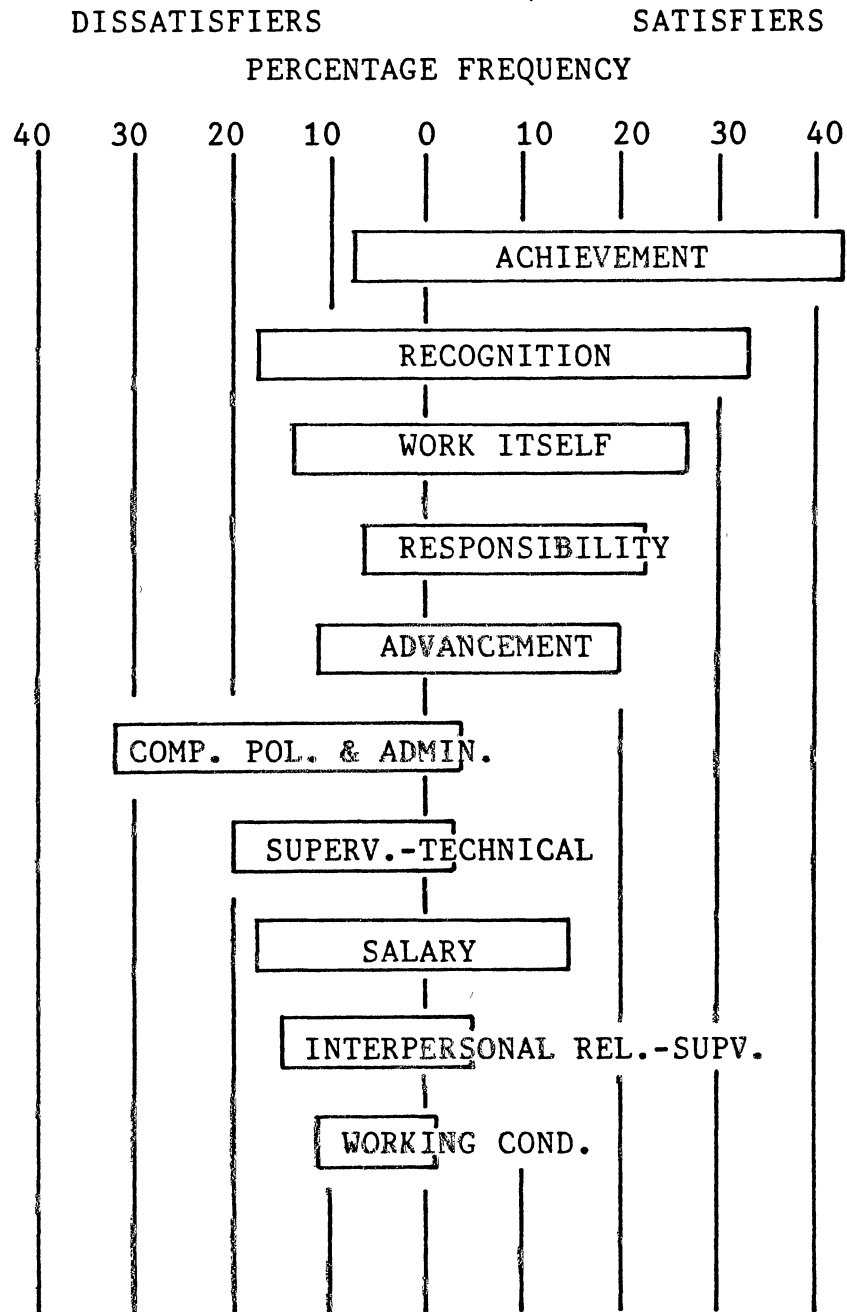 DISSATISFIERS SATISFIERS
PERCENTAGE FREQUENCY
40 30 20 10 0 10 20 30 40
ACHIEVEMENT
RECOGNITION
WORK ITSELF
RESPONSIBILITY
ADVANCEMENT
COMP. POL. & ADMIN.
SUPERV.-TECHNICAL
SALARY
INTERPERSONAL REL.-SUPV.
WORKING COND.